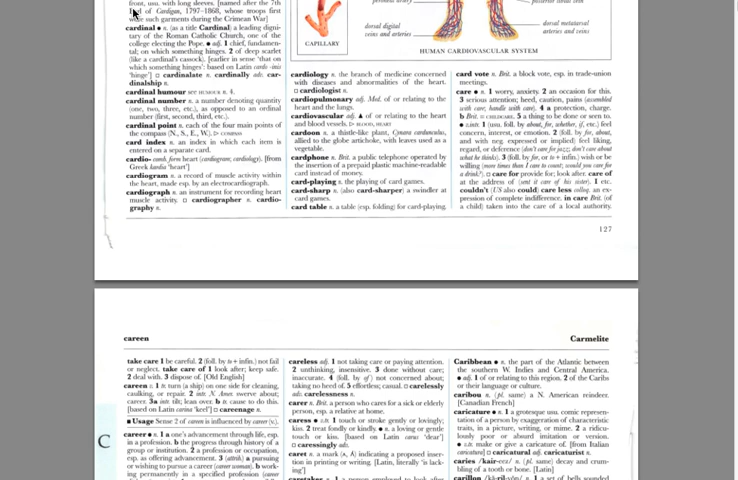 front, usu. with long sleeves. [named after the 7th
of Cardigan, 1797–1868, whose troops first
such garments during the Crimean War]
cardinal ● n. (as a title Cardinal) a leading digni-
tary of the Roman Catholic Church, one of the
college electing the Pope. ● adj. 1 chief, fundamen-
tal; on which something hinges. 2 of deep scarlet
(like a cardinal's cassock). [earlier in sense 'that on
which something hinges': based on Latin cardo -inis
'hinge'] □ cardinalate n. cardinally adv. car-
dinalship n.
cardinal humour see HUMOUR n. 4.
cardinal number n. a number denoting quantity
(one, two, three, etc.), as opposed to an ordinal
number (first, second, third, etc.).
cardinal point n. each of the four main points of
the compass (N., S., E., W.). ▷ COMPASS
card index n. an index in which each item is
entered on a separate card.
cardio- comb. form heart (cardiogram; cardiology). [from
Greek kardia 'heart']
cardiogram n. a record of muscle activity within
the heart, made esp. by an electrocardiograph.
cardiograph n. an instrument for recording heart
muscle activity. □ cardiographer n. cardio-
graphy n.
CAPILLARY
dorsal digital
veins and arteries
dorsal metatarsal
arteries and veins
HUMAN CARDIOVASCULAR SYSTEM
cardiology n. the branch of medicine concerned
with diseases and abnormalities of the heart.
□ cardiologist n.
cardiopulmonary adj. Med. of or relating to the
heart and the lungs.
cardiovascular adj. ▲ of or relating to the heart
and blood vessels. ▷ BLOOD, HEART
cardoon n. a thistle-like plant, Cynara cardunculus,
allied to the globe artichoke, with leaves used as a
vegetable.
cardphone n. Brit. a public telephone operated by
the insertion of a prepaid plastic machine-readable
card instead of money.
card-playing n. the playing of card games.
card-sharp n. (also card-sharper) a swindler at
card games.
card table n. a table (esp. folding) for card-playing.
card vote n. Brit. a block vote, esp. in trade-union
meetings.
care ● n. 1 worry, anxiety. 2 an occasion for this.
3 serious attention; heed, caution, pains (assembled
with care; handle with care). 4 a protection, charge.
b Brit. = CHILDCARE. 5 a thing to be done or seen to.
● v.intr. 1 (usu. foll. by about, for, whether, if, etc.) feel
concern, interest, or emotion. 2 (foll. by for, about,
and with neg. expressed or implied) feel liking,
regard, or deference (don't care for jazz; don't care about
what he thinks). 3 (foll. by for, or to + infin.) wish or be
willing (more times than I care to count; would you care for
a drink?). □ care for provide for; look after. care of
at the address of (sent it care of his sister). 1 etc.
couldn't (US also could) care less colloq. an ex-
pression of complete indifference. in care Brit. (of
a child) taken into the care of a local authority.
127
careen
Carmelite
take care 1 be careful. 2 (foll. by to + infin.) not fail
or neglect. take care of 1 look after; keep safe.
2 deal with. 3 dispose of. [Old English]
careen v. 1 tr. turn (a ship) on one side for cleaning,
caulking, or repair. 2 intr. N. Amer. swerve about;
career. 3 a intr. tilt; lean over. b tr. cause to do this.
[based on Latin carina 'keel'] □ careenage n.
■ Usage Sense 2 of careen is influenced by career (v.).
C
career ● n. 1 a one's advancement through life, esp.
in a profession. b the progress through history of a
group or institution. 2 a profession or occupation,
esp. as offering advancement. 3 (attrib.) a pursuing
or wishing to pursue a career (career woman). b work-
ing permanently in a specified profession (career
careless adj. 1 not taking care or paying attention.
2 unthinking, insensitive. 3 done without care;
inaccurate. 4 (foll. by of) not concerned about;
taking no heed of. 5 effortless; casual. □ carelessly
adv. carelessness n.
carer n. Brit. a person who cares for a sick or elderly
person, esp. a relative at home.
caress ● v.tr. 1 touch or stroke gently or lovingly;
kiss. 2 treat fondly or kindly. ● n. a loving or gentle
touch or kiss. [based on Latin carus 'dear']
□ caressingly adv.
caret n. a mark (‸, ⁁) indicating a proposed inser-
tion in printing or writing. [Latin, literally 'is lack-
ing']
Caribbean ● n. the part of the Atlantic between
the southern W. Indies and Central America.
● adj. 1 of or relating to this region. 2 of the Caribs
or their language or culture.
caribou n. (pl. same) a N. American reindeer.
[Canadian French]
caricature ● n. 1 a grotesque usu. comic represen-
tation of a person by exaggeration of characteristic
traits, in a picture, writing, or mime. 2 a ridicu-
lously poor or absurd imitation or version.
● v.tr. make or give a caricature of. [from Italian
caricatura] □ caricatural adj. caricaturist n.
caries /kair-eez/ n. (pl. same) decay and crum-
bling of a tooth or bone. [Latin]